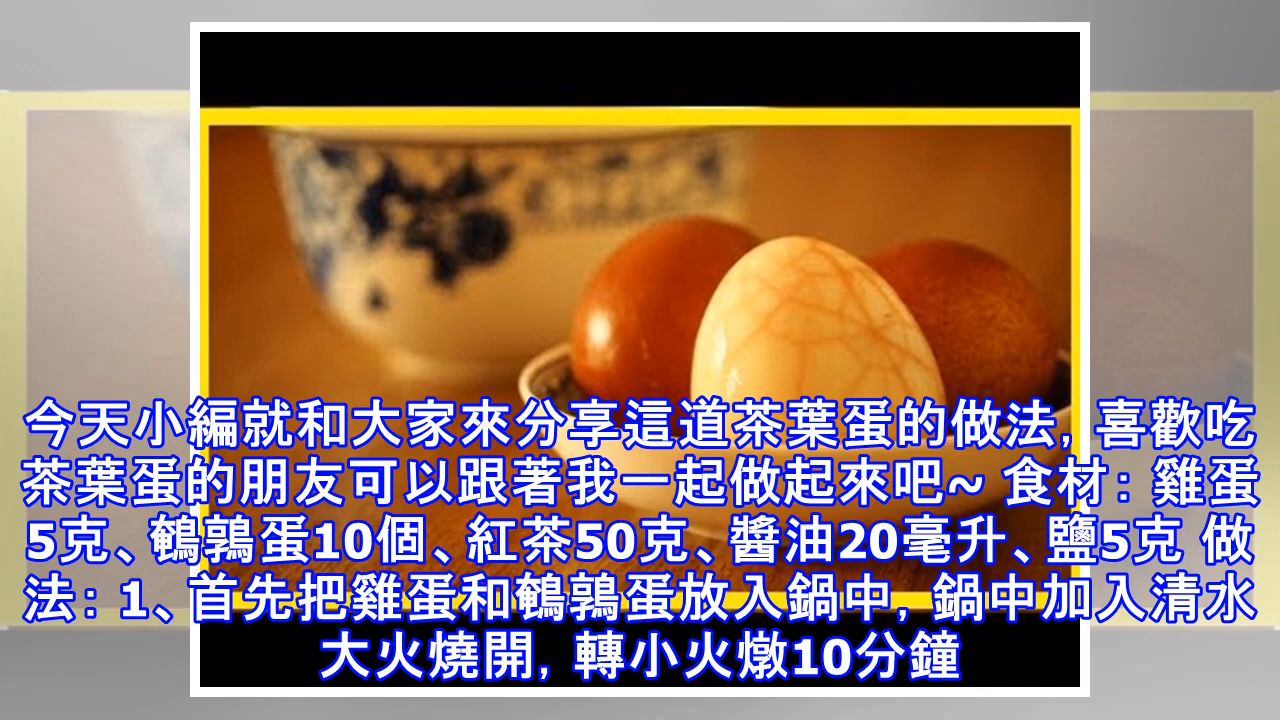 今天小編就和大家來分享這道茶葉蛋的做法, 喜歡吃
茶葉蛋的朋友可以跟著我一起做起來吧~ 食材: 雞蛋
5克、鵪鶉蛋10個、紅茶50克、醬油20毫升、鹽5克 做
法: 1、首先把雞蛋和鵪鶉蛋放入鍋中, 鍋中加入清水
大火燒開, 轉小火燉10分鐘